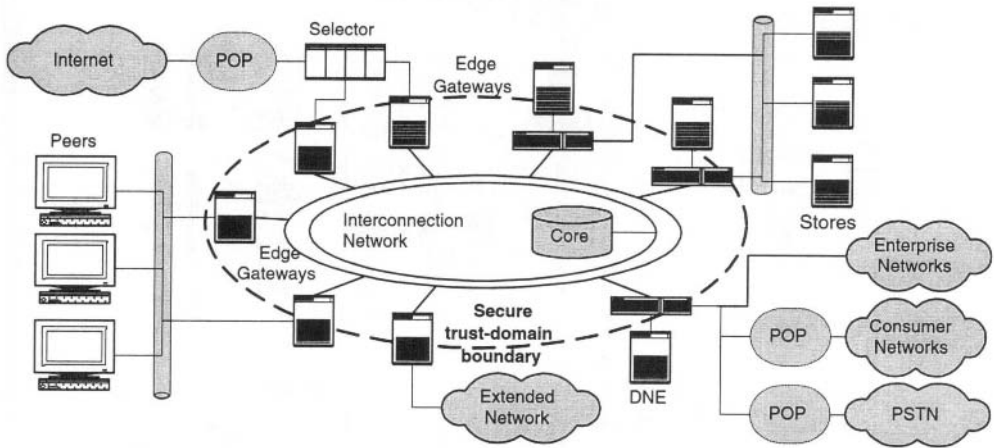 Selector
Internet
POP
Edge
Gateways
Peers
Stores
Interconnection
Network
Core
Edge
Gateways
Enterprise
Networks
Secure
trust-domain
boundary
POP
Consumer
Networks
DNE
Extended
Network
POP
PSTN